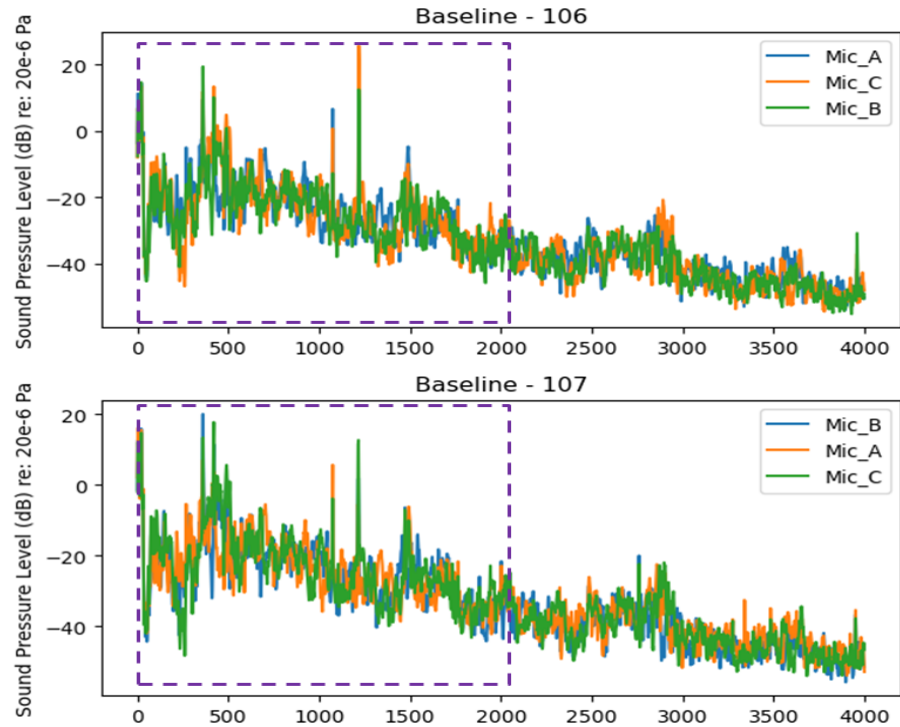 Baseline - 106
Sound Pressure Level (dB) re: 20e-6 Pa
20
0
−20
−40
Mic_A
Mic_C
Mic_B
0 500 1000 1500 2000 2500 3000 3500 4000
Baseline - 107
Sound Pressure Level (dB) re: 20e-6 Pa
20
0
−20
−40
Mic_B
Mic_A
Mic_C
0 500 1000 1500 2000 2500 3000 3500 4000